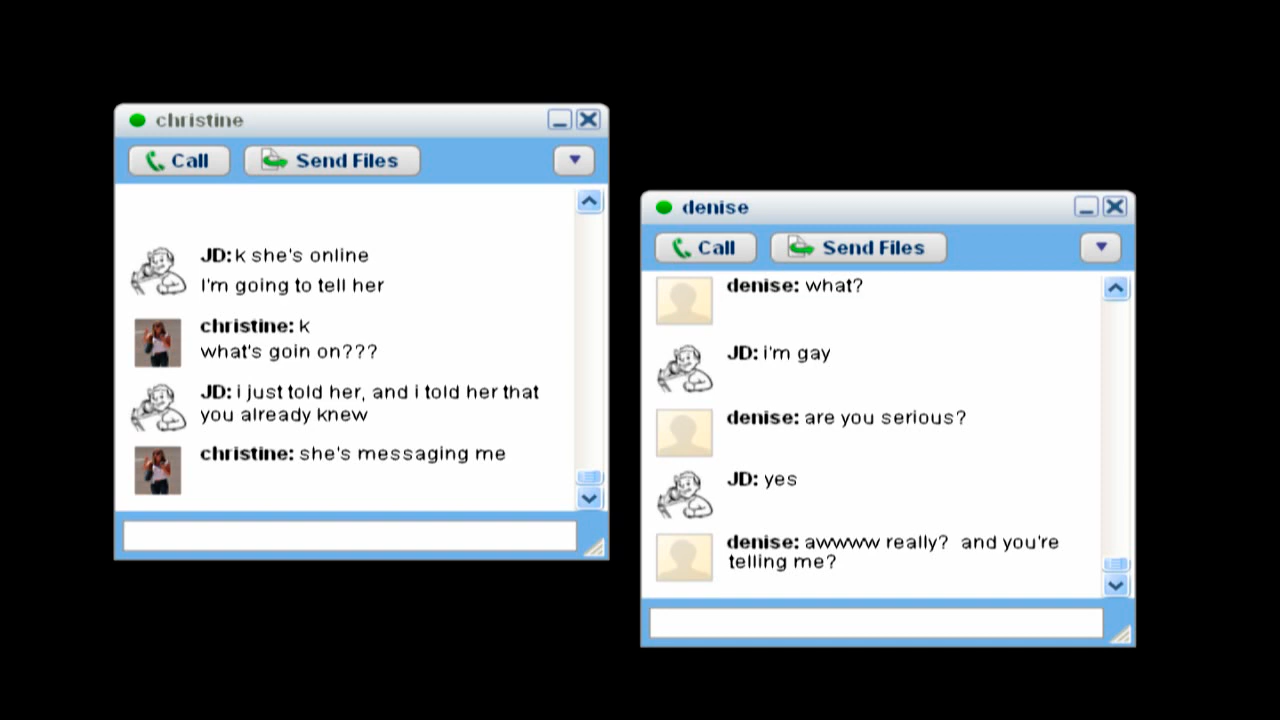 christine
Call
Send Files
JD: k she's online
I'm going to tell her
christine: k
what's goin on???
JD: i just told her, and i told her that
you already knew
christine: she's messaging me
denise
Call
Send Files
denise: what?
JD: i'm gay
denise: are you serious?
JD: yes
denise: awwww really?  and you're
telling me?